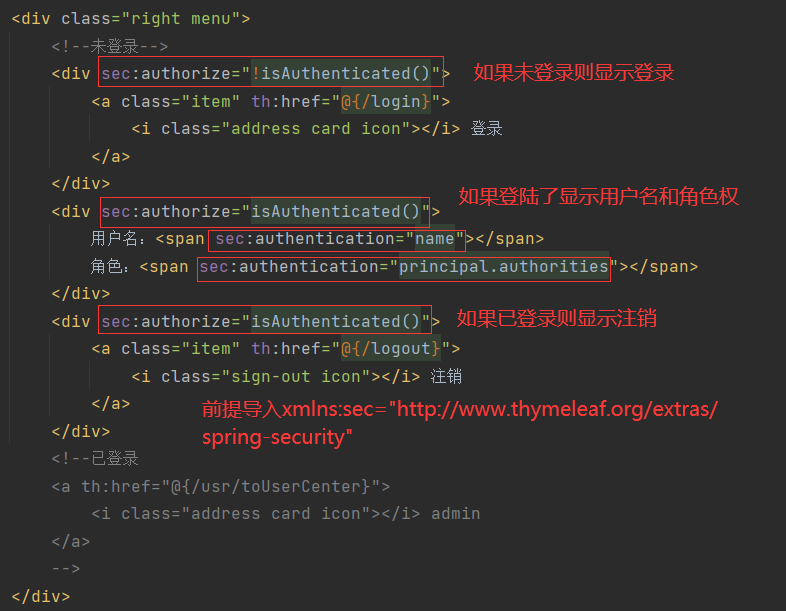 <div class="right menu">
<!--未登录-->
<div sec:authorize="!isAuthenticated()"> 如果未登录则显示登录
<a class="item" th:href="@{/login}">
<i class="address card icon"></i> 登录
</a>
</div>
如果登陆了显示用户名和角色权
<div sec:authorize="isAuthenticated()">
用户名：<span sec:authentication="name"></span>
角色：<span sec:authentication="principal.authorities"></span>
</div>
<div sec:authorize="isAuthenticated()"> 如果已登录则显示注销
<a class="item" th:href="@{/logout}">
<i class="sign-out icon"></i> 注销
</a>
前提导入xmlns:sec="http://www.thymeleaf.org/extras/
spring-security"
</div>
<!--已登录
<a th:href="@{/usr/toUserCenter}">
<i class="address card icon"></i> admin
</a>
-->
</div>